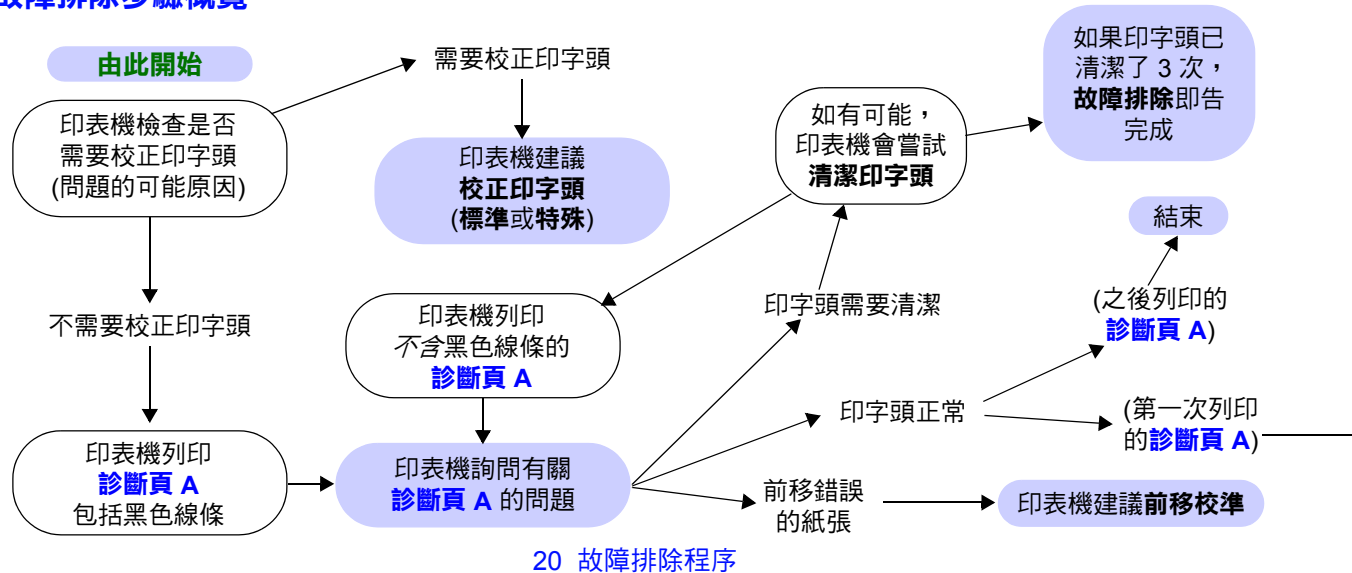 故障排除步驟概覽
由此開始
印表機檢查是否
需要校正印字頭
(問題的可能原因)
需要校正印字頭
印表機建議
校正印字頭
(標準或特殊)
不需要校正印字頭
印表機列印
診斷頁 A
包括黑色線條
印表機列印
不含黑色線條的
診斷頁 A
印表機詢問有關
診斷頁 A 的問題
如有可能，
印表機會嘗試
清潔印字頭
如果印字頭已
清潔了 3 次，
故障排除即告
完成
印字頭需要清潔
印字頭正常
前移錯誤
的紙張
結束
(之後列印的
診斷頁 A)
(第一次列印
的診斷頁 A)
印表機建議前移校準
20 故障排除程序